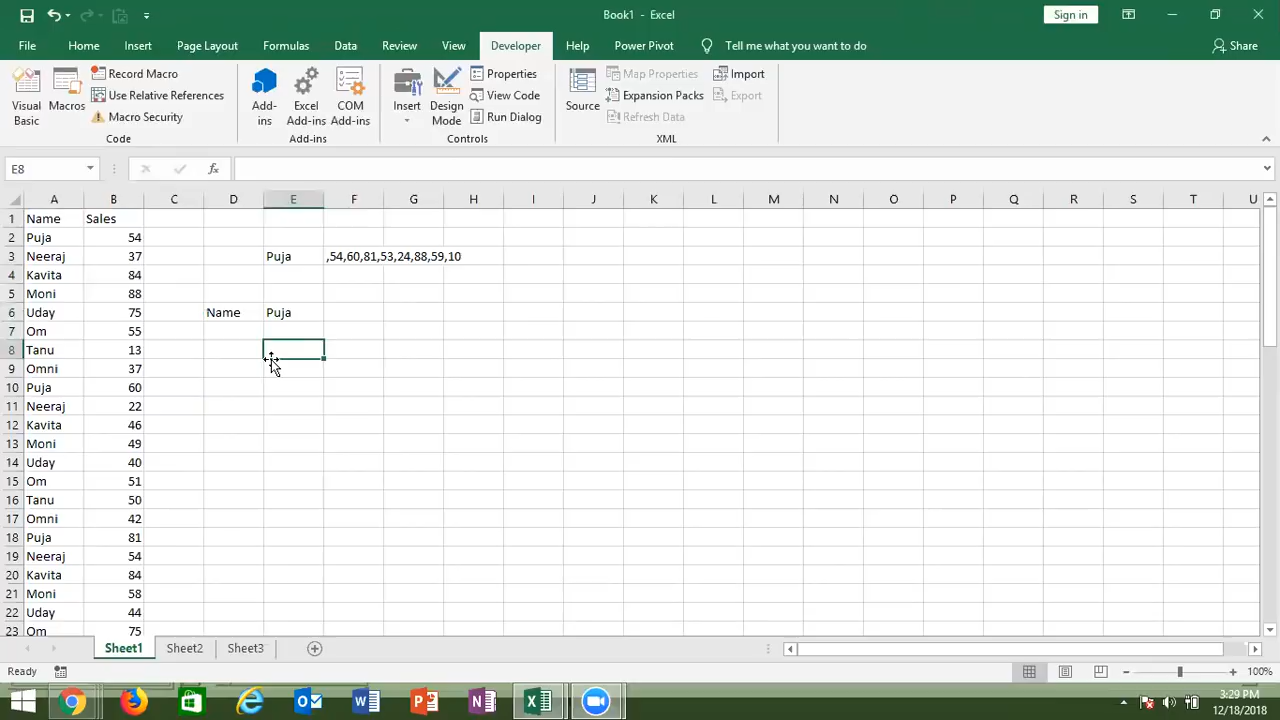 Book1 - Excel
Sign in
File Home Insert Page Layout Formulas Data Review View Developer Help Power Pivot Tell me what you want to do Share
Visual Basic
Macros
Record Macro
Use Relative References
Macro Security
Code
Add-ins
Excel Add-ins
COM Add-ins
Add-ins
Insert
Design Mode
Properties
View Code
Run Dialog
Controls
Source
Map Properties
Expansion Packs
Refresh Data
Import
Export
XML
E8
fx
A B C D E F G H I J K L M N O P Q R S T U
1 Name Sales
2 Puja 54
3 Neeraj 37 Puja ,54,60,81,53,24,88,59,10
4 Kavita 84
5 Moni 88
6 Uday 75 Name Puja
7 Om 55
8 Tanu 13
9 Omni 37
10 Puja 60
11 Neeraj 22
12 Kavita 46
13 Moni 49
14 Uday 40
15 Om 51
16 Tanu 50
17 Omni 42
18 Puja 81
19 Neeraj 54
20 Kavita 84
21 Moni 58
22 Uday 44
23 Om 75
Sheet1 Sheet2 Sheet3
Ready
100%
3:29 PM
12/18/2018